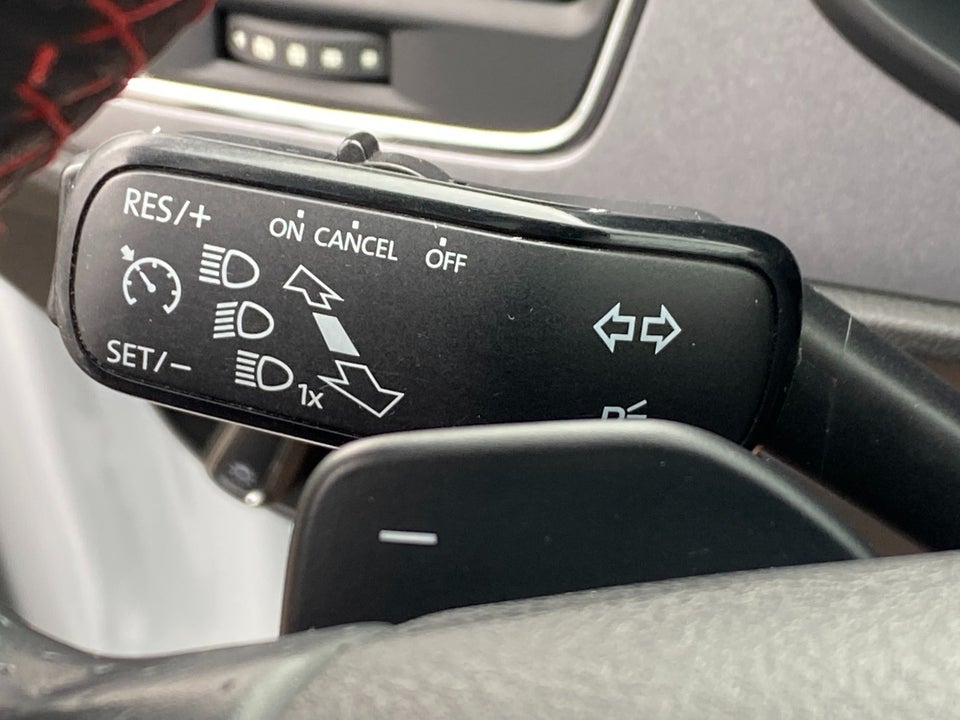 RES/+
ON CANCEL OFF
SET/−
1x
−